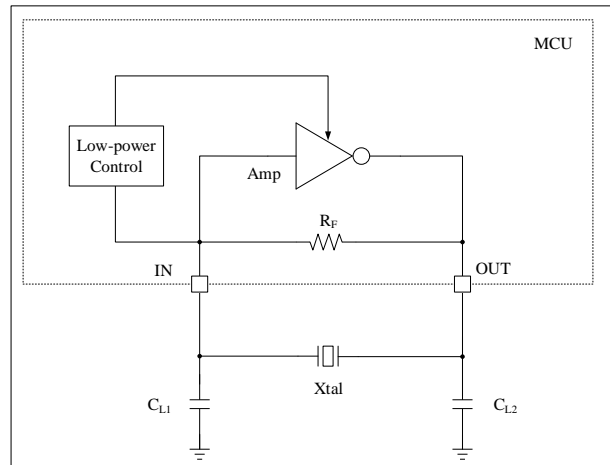 MCU
Low-power
Control
Amp
R_F
IN
OUT
Xtal
C_L1
C_L2